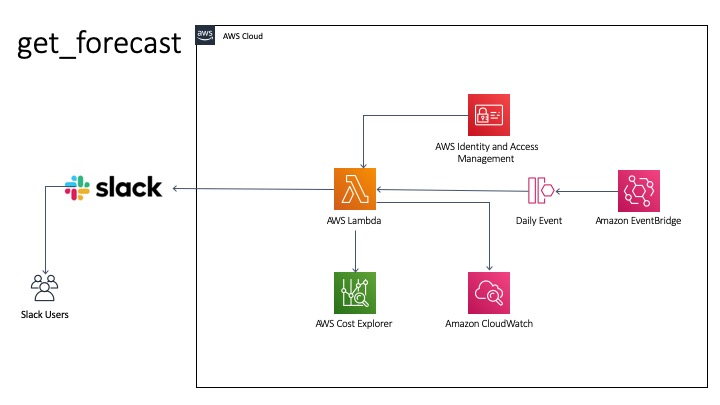 get_forecast
aws
AWS Cloud
AWS Identity and Access
Management
slack
AWS Lambda
Daily Event
Amazon EventBridge
Slack Users
AWS Cost Explorer
Amazon CloudWatch